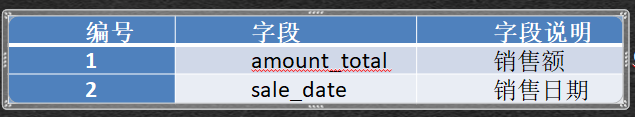 编号 字段 字段说明
1 amount_total 销售额
2 sale_date 销售日期